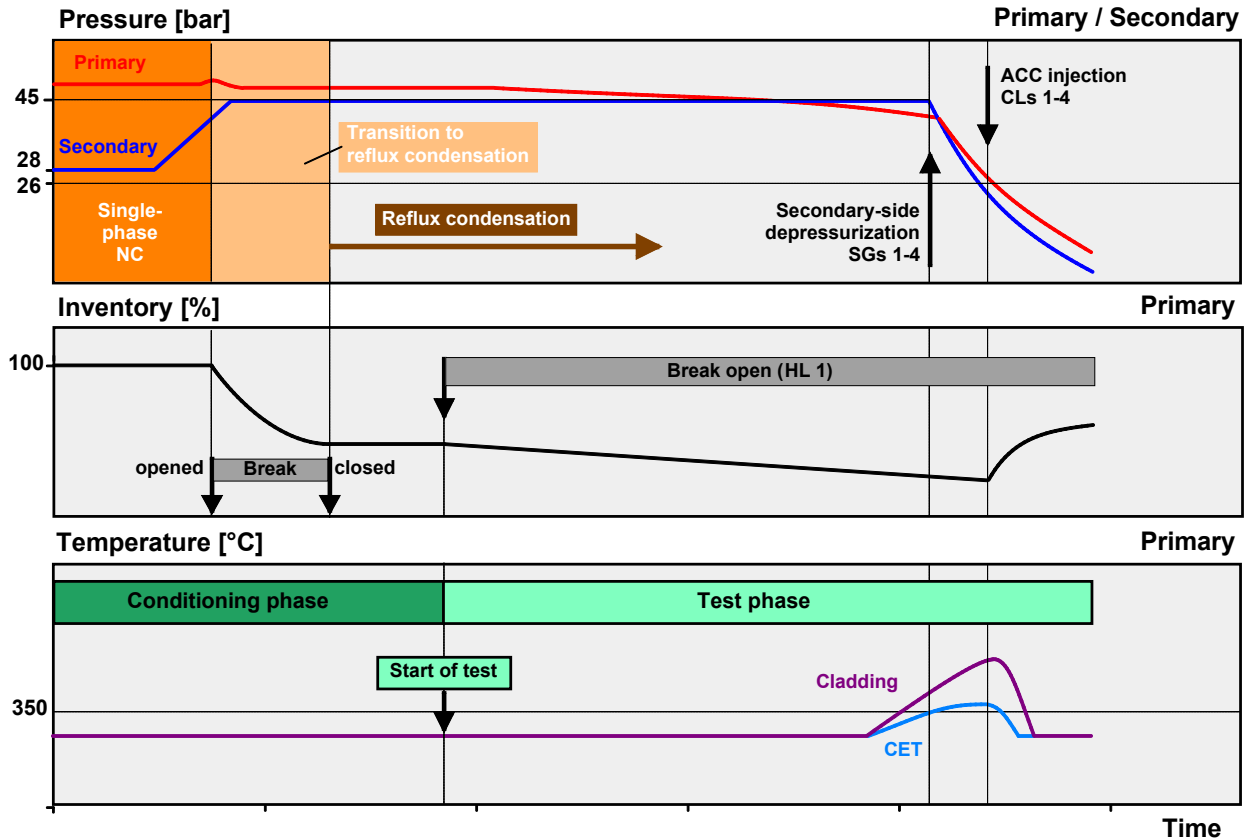 Pressure [bar]
Primary / Secondary
Primary
45
Secondary
28
26
Single-
phase
NC
Transition to
reflux condensation
Reflux condensation
Secondary-side
depressurization
SGs 1-4
ACC injection
CLs 1-4
Inventory [%]
Primary
100
Break open (HL 1)
opened
Break
closed
Temperature [°C]
Primary
Conditioning phase
Test phase
Start of test
350
Cladding
CET
Time